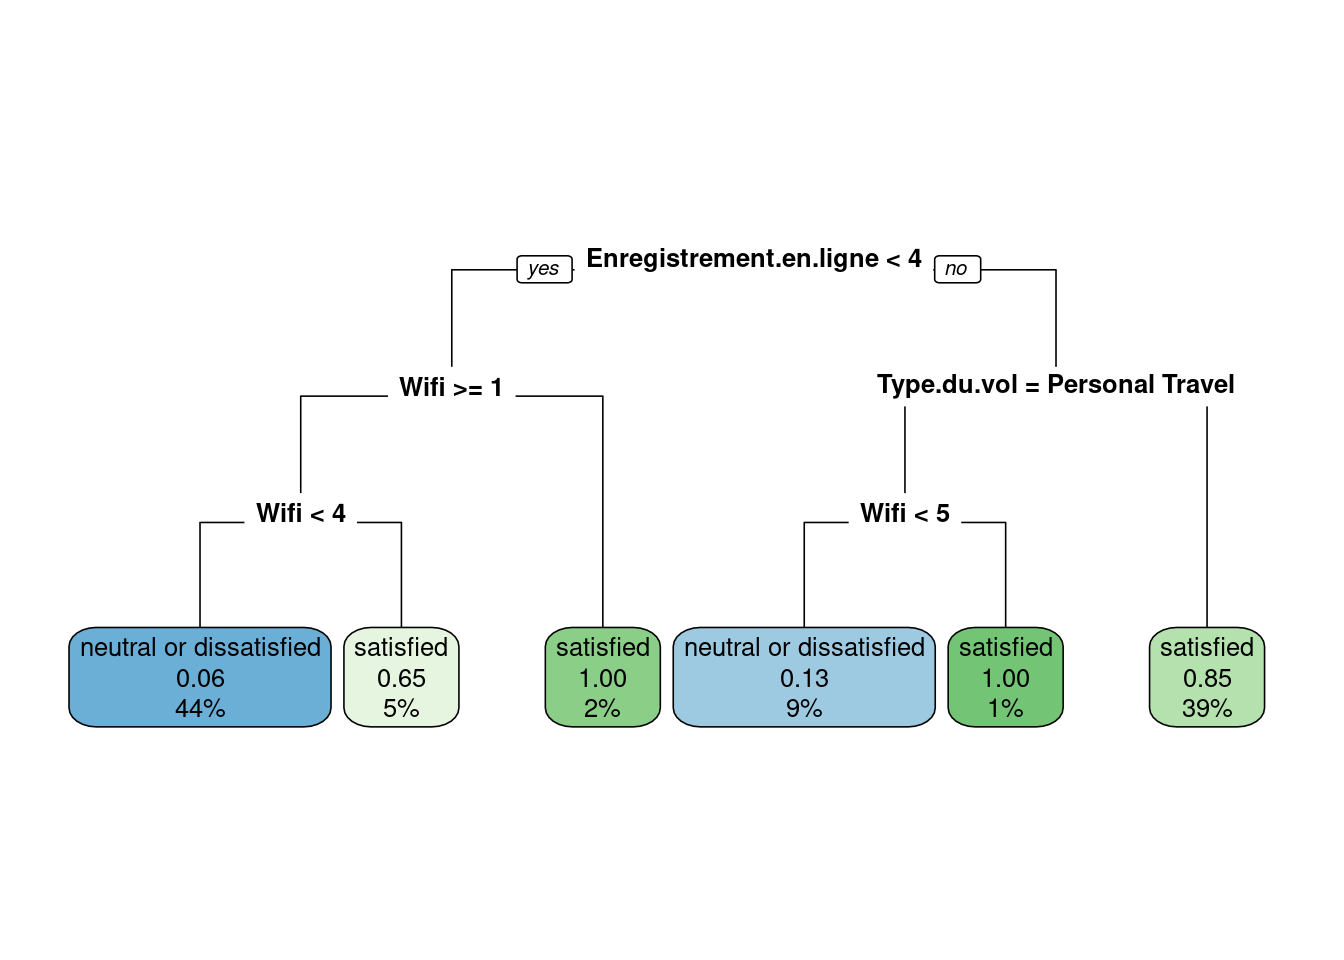 Enregistrement.en.ligne < 4
yes
no
Wifi >= 1
Type.du.vol = Personal Travel
Wifi < 4
Wifi < 5
neutral or dissatisfied
0.06
44%
satisfied
0.65
5%
satisfied
1.00
2%
neutral or dissatisfied
0.13
9%
satisfied
1.00
1%
satisfied
0.85
39%